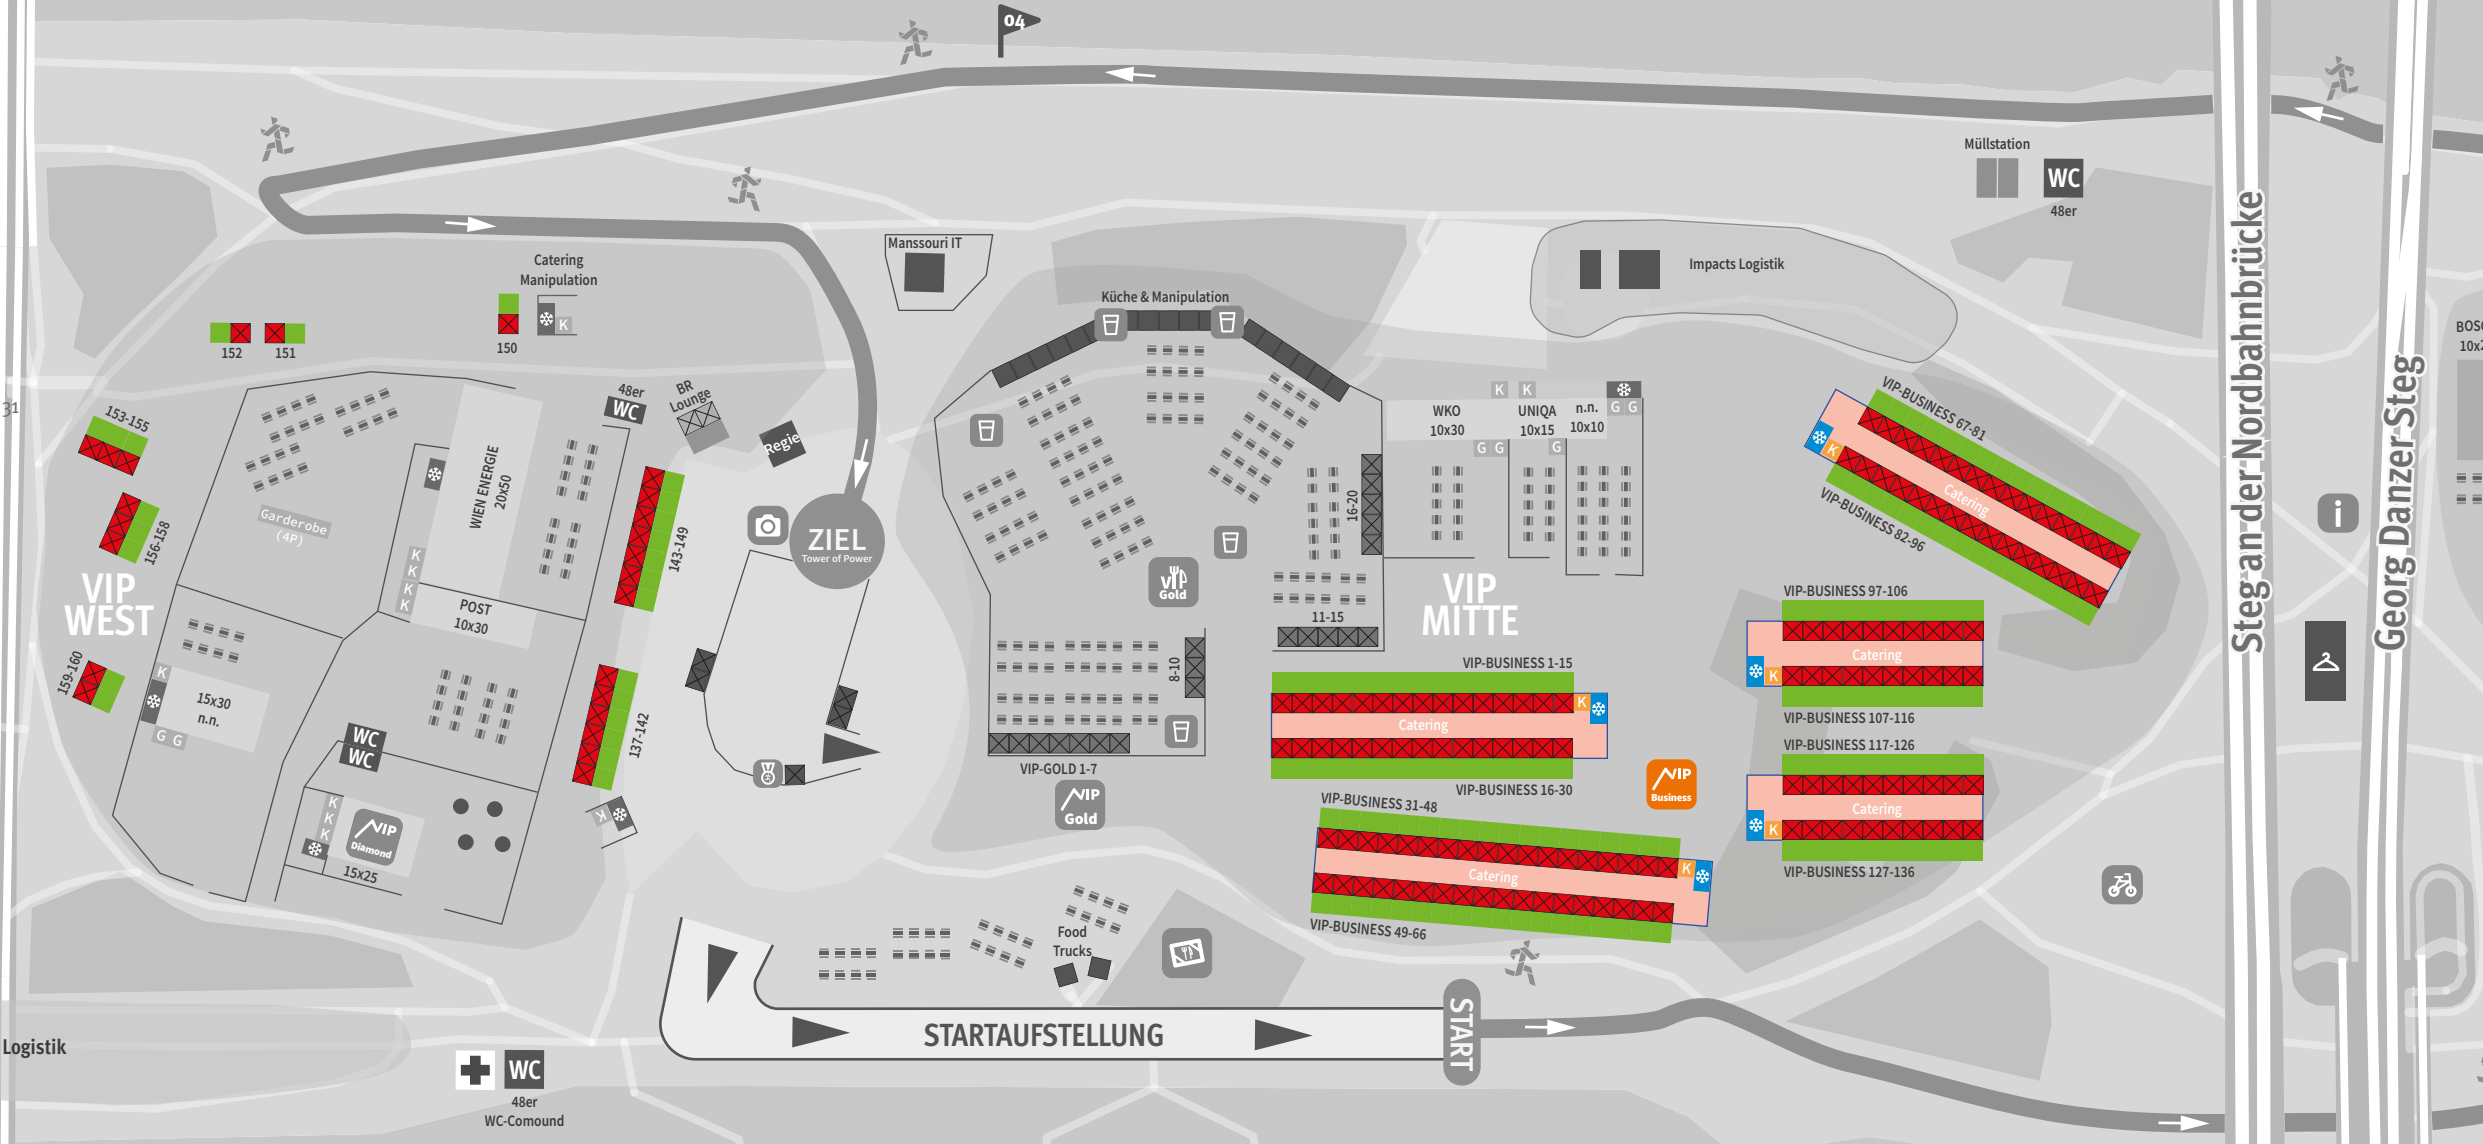 04
Müllstation
WC
48er
Steg an der Nordbahnbrücke
Georg Danzer Steg
Manssouri IT
Catering
Manipulation
K
150
152
151
Küche & Manipulation
Impacts Logistik
31
153-155
156-158
VIP
WEST
159-160
48er
WC
BR
Lounge
Regie
WIEN ENERGIE
20x50
Garderobe
(4P)
K
K
K
K
POST
10x30
143-149
137-142
K
15x30
n.n.
G G
WC
WC
K
K
K
VIP
Diamond
15x25
K
ZIEL
Tower of Power
VIP
Gold
16-20
11-15
8-10
VIP-GOLD 1-7
VIP
Gold
K K
WKO
10x30
UNIQA
10x15
n.n.
10x10
G G
G G
G
VIP
MITTE
VIP-BUSINESS 1-15
K
Catering
VIP-BUSINESS 16-30
VIP-BUSINESS 31-48
K
Catering
VIP-BUSINESS 49-66
VIP
Business
VIP-BUSINESS 67-81
K
Catering
VIP-BUSINESS 82-96
VIP-BUSINESS 97-106
Catering
K
VIP-BUSINESS 107-116
VIP-BUSINESS 117-126
Catering
K
VIP-BUSINESS 127-136
i
Food
Trucks
STARTAUFSTELLUNG
START
Logistik
WC
48er
WC-Comound